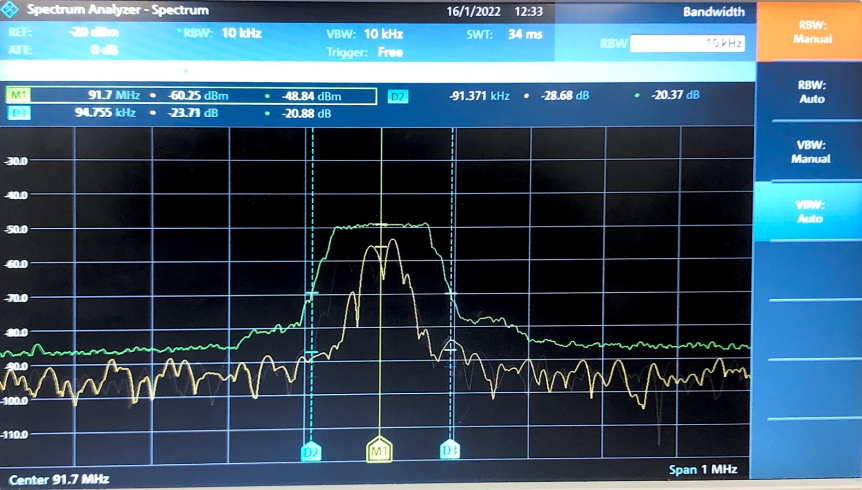 Spectrum Analyzer - Spectrum 16/1/2022 12:33 Bandwidth
REF: -20 dBm RBW: 10 kHz VBW: 10 kHz SWT: 34 ms
ATT: 0 dB Trigger: Free RBW 10 kHz
M1 91.7 MHz • -60.25 dBm • -48.84 dBm D2 -91.371 kHz • -28.68 dB • -20.37 dB
D3 94.755 kHz • -23.71 dB • -20.88 dB
RBW:
Manual
RBW:
Auto
VBW:
Manual
VBW:
Auto
-30.0
-40.0
-50.0
-60.0
-70.0
-80.0
-90.0
-100.0
-110.0
D2 M1 D3
Center 91.7 MHz Span 1 MHz